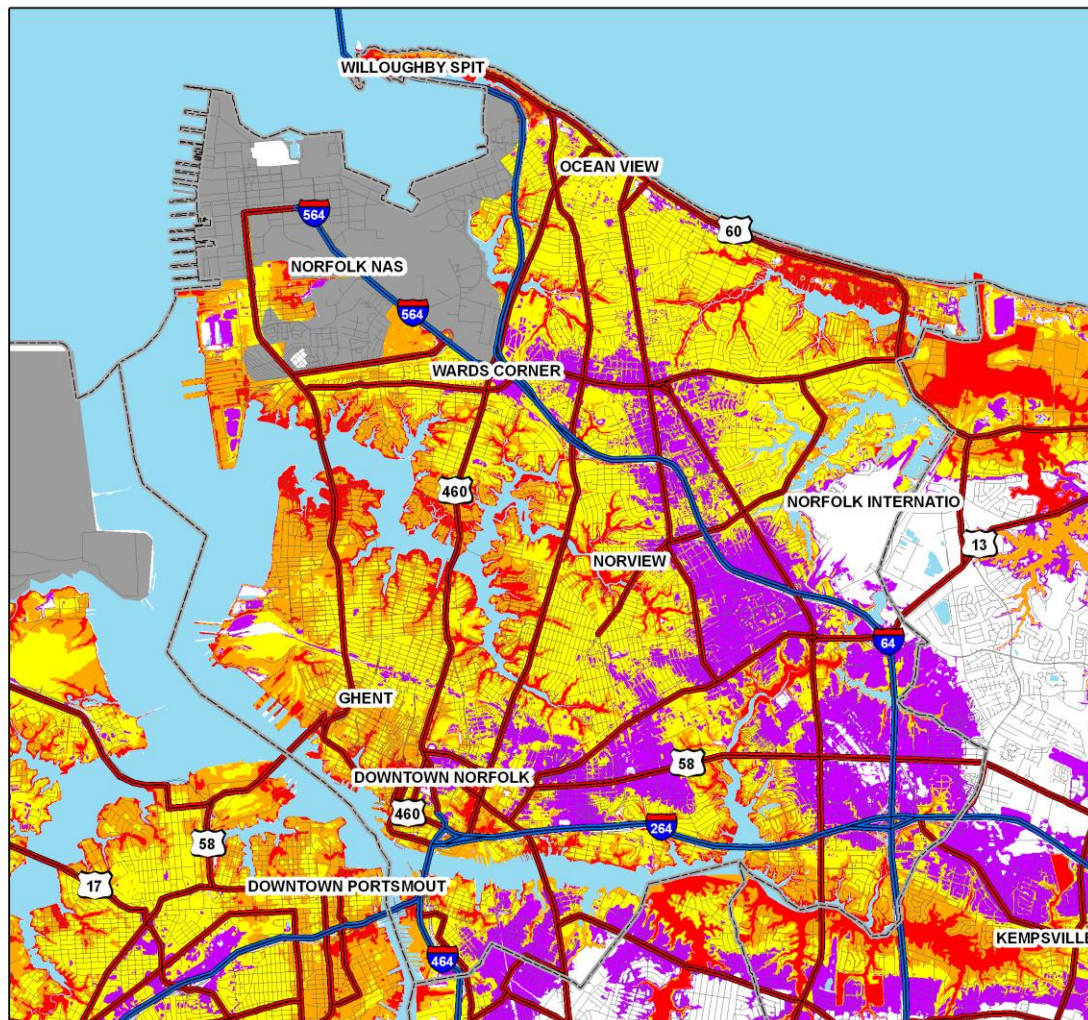 WILLOUGHBY SPIT
OCEAN VIEW
564
60
NORFOLK NAS
564
WARDS CORNER
460
NORFOLK INTERNATIO
13
NORVIEW
64
GHENT
58
DOWNTOWN NORFOLK
460
264
58
17
DOWNTOWN PORTSMOUT
KEMPSVILLE
464